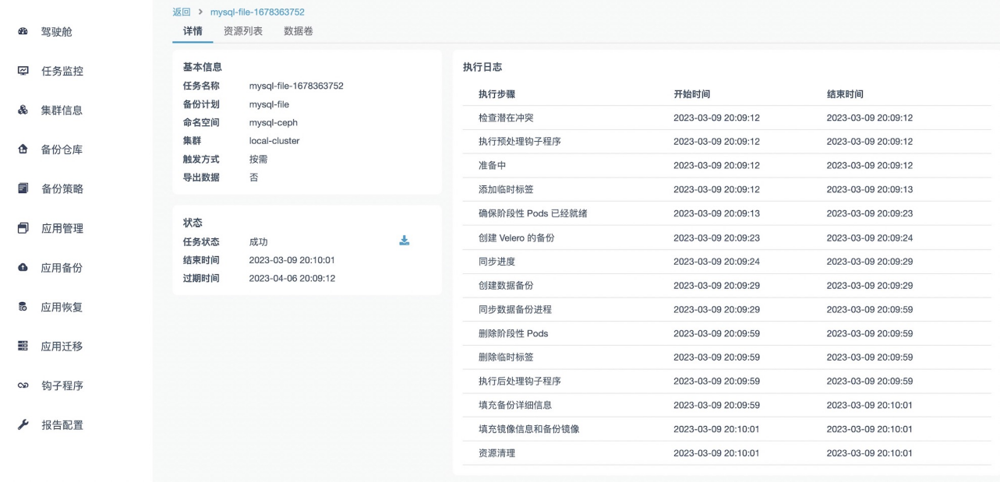 返回 > mysql-file-1678363752
详情 资源列表 数据卷
驾驶舱
任务监控
集群信息
备份仓库
备份策略
应用管理
应用备份
应用恢复
应用迁移
钩子程序
报告配置
基本信息
任务名称 mysql-file-1678363752
备份计划 mysql-file
命名空间 mysql-ceph
集群 local-cluster
触发方式 按需
导出数据 否
状态
任务状态 成功
结束时间 2023-03-09 20:10:01
过期时间 2023-04-06 20:09:12
执行日志
执行步骤 开始时间 结束时间
检查潜在冲突 2023-03-09 20:09:12 2023-03-09 20:09:12
执行预处理钩子程序 2023-03-09 20:09:12 2023-03-09 20:09:12
准备中 2023-03-09 20:09:12 2023-03-09 20:09:12
添加临时标签 2023-03-09 20:09:12 2023-03-09 20:09:13
确保阶段性 Pods 已经就绪 2023-03-09 20:09:13 2023-03-09 20:09:23
创建 Velero 的备份 2023-03-09 20:09:23 2023-03-09 20:09:24
同步进度 2023-03-09 20:09:24 2023-03-09 20:09:29
创建数据备份 2023-03-09 20:09:29 2023-03-09 20:09:29
同步数据备份进程 2023-03-09 20:09:29 2023-03-09 20:09:59
删除阶段性 Pods 2023-03-09 20:09:59 2023-03-09 20:09:59
删除临时标签 2023-03-09 20:09:59 2023-03-09 20:09:59
执行后处理钩子程序 2023-03-09 20:09:59 2023-03-09 20:09:59
填充备份详细信息 2023-03-09 20:09:59 2023-03-09 20:10:01
填充镜像信息和备份镜像 2023-03-09 20:10:01 2023-03-09 20:10:01
资源清理 2023-03-09 20:10:01 2023-03-09 20:10:01